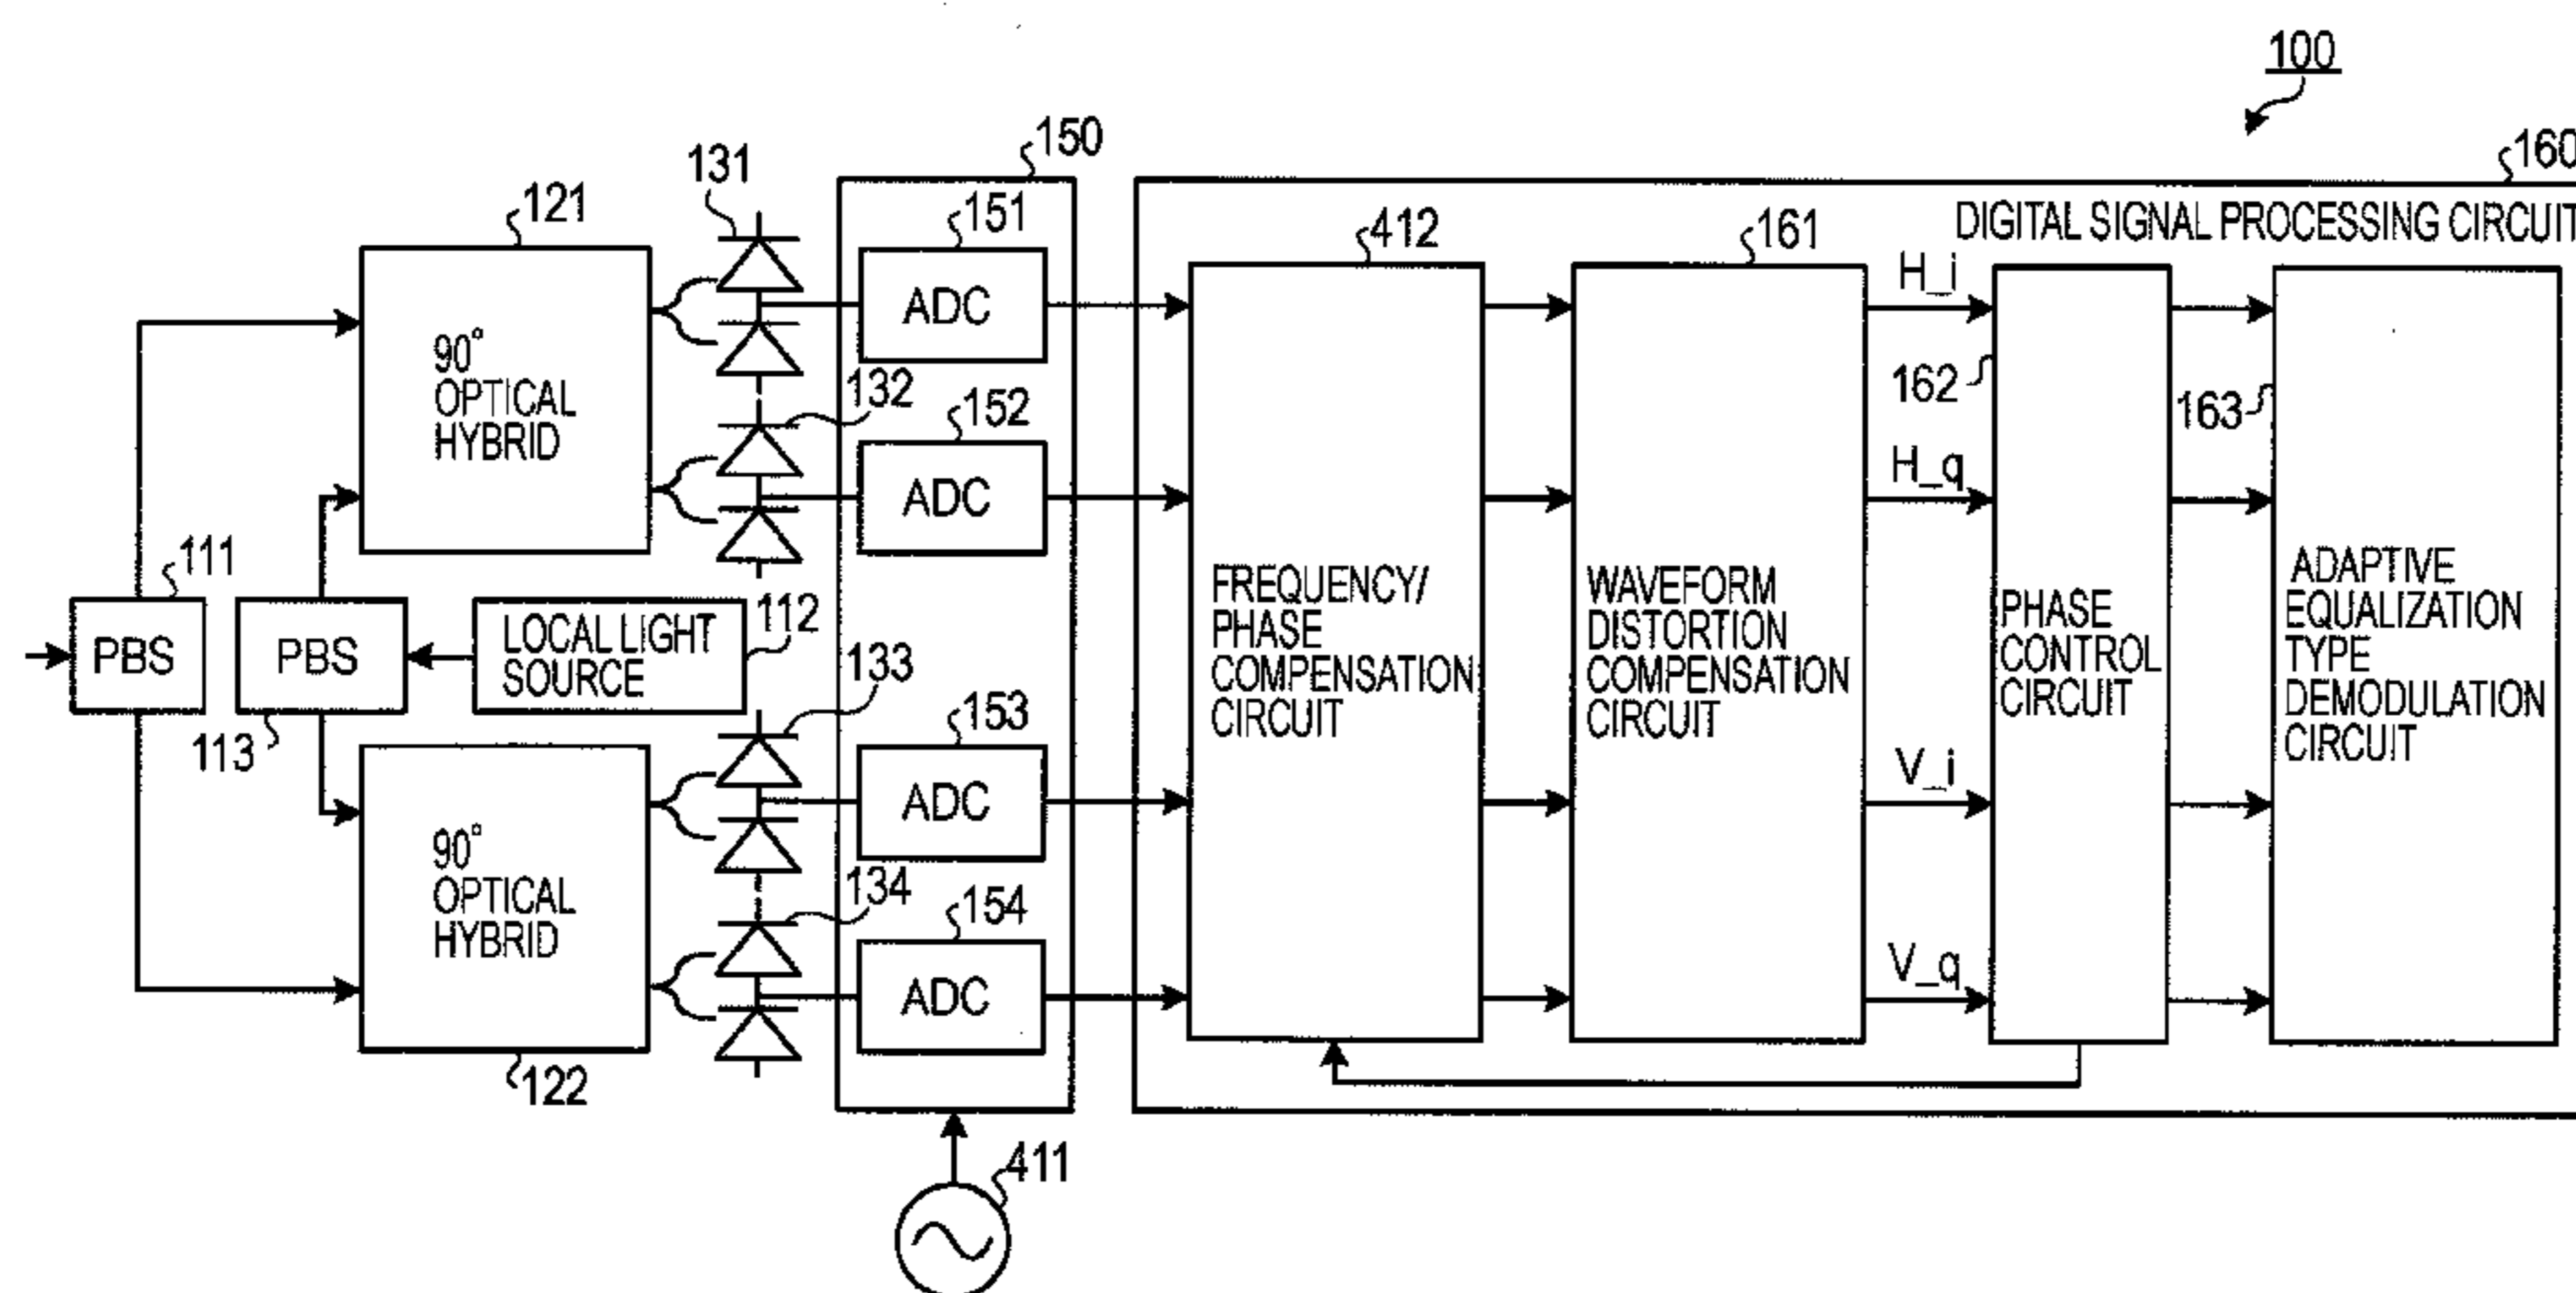 100
160
DIGITAL SIGNAL PROCESSING CIRCUIT
150
131
121
151
ADC
412
161
H_i
162
163
90°
OPTICAL
HYBRID
132
152
ADC
H_q
111
PBS
PBS
113
LOCAL LIGHT
SOURCE
112
133
FREQUENCY/
PHASE
COMPENSATION
CIRCUIT
WAVEFORM
DISTORTION
COMPENSATION
CIRCUIT
PHASE
CONTROL
CIRCUIT
ADAPTIVE
EQUALIZATION
TYPE
DEMODULATION
CIRCUIT
153
ADC
V_i
90°
OPTICAL
HYBRID
134
154
ADC
V_q
122
411